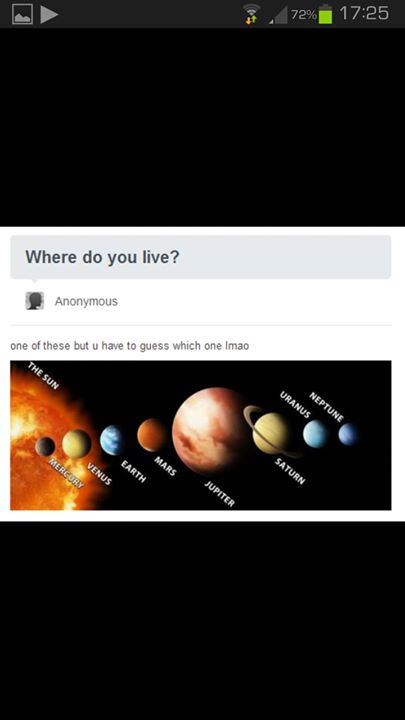 72% 17:25
Where do you live?
Anonymous
one of these but u have to guess which one lmao
THE SUN
MERCURY
VENUS
EARTH
MARS
JUPITER
SATURN
URANUS
NEPTUNE